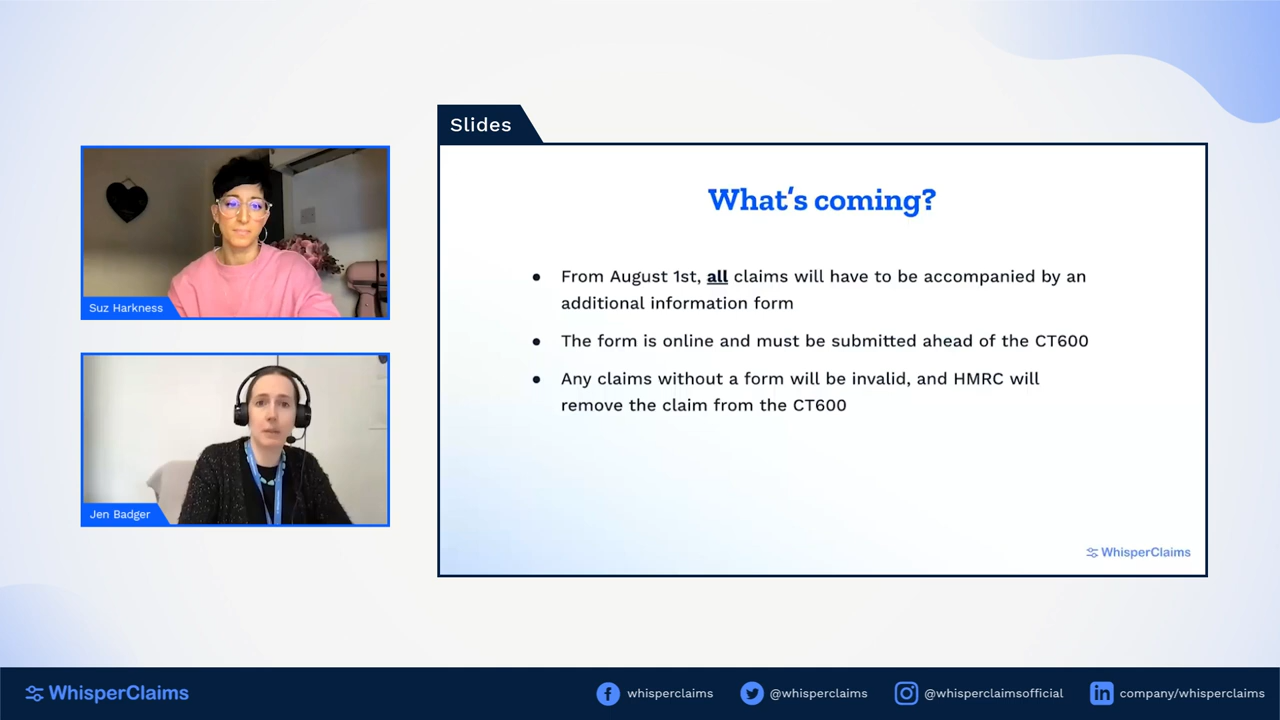 Slides
Suz Harkness
Jen Badger
What's coming?
● From August 1st, all claims will have to be accompanied by an
additional information form
● The form is online and must be submitted ahead of the CT600
● Any claims without a form will be invalid, and HMRC will
remove the claim from the CT600
WhisperClaims
WhisperClaims
whisperclaims
@whisperclaims
@whisperclaimsofficial
company/whisperclaims